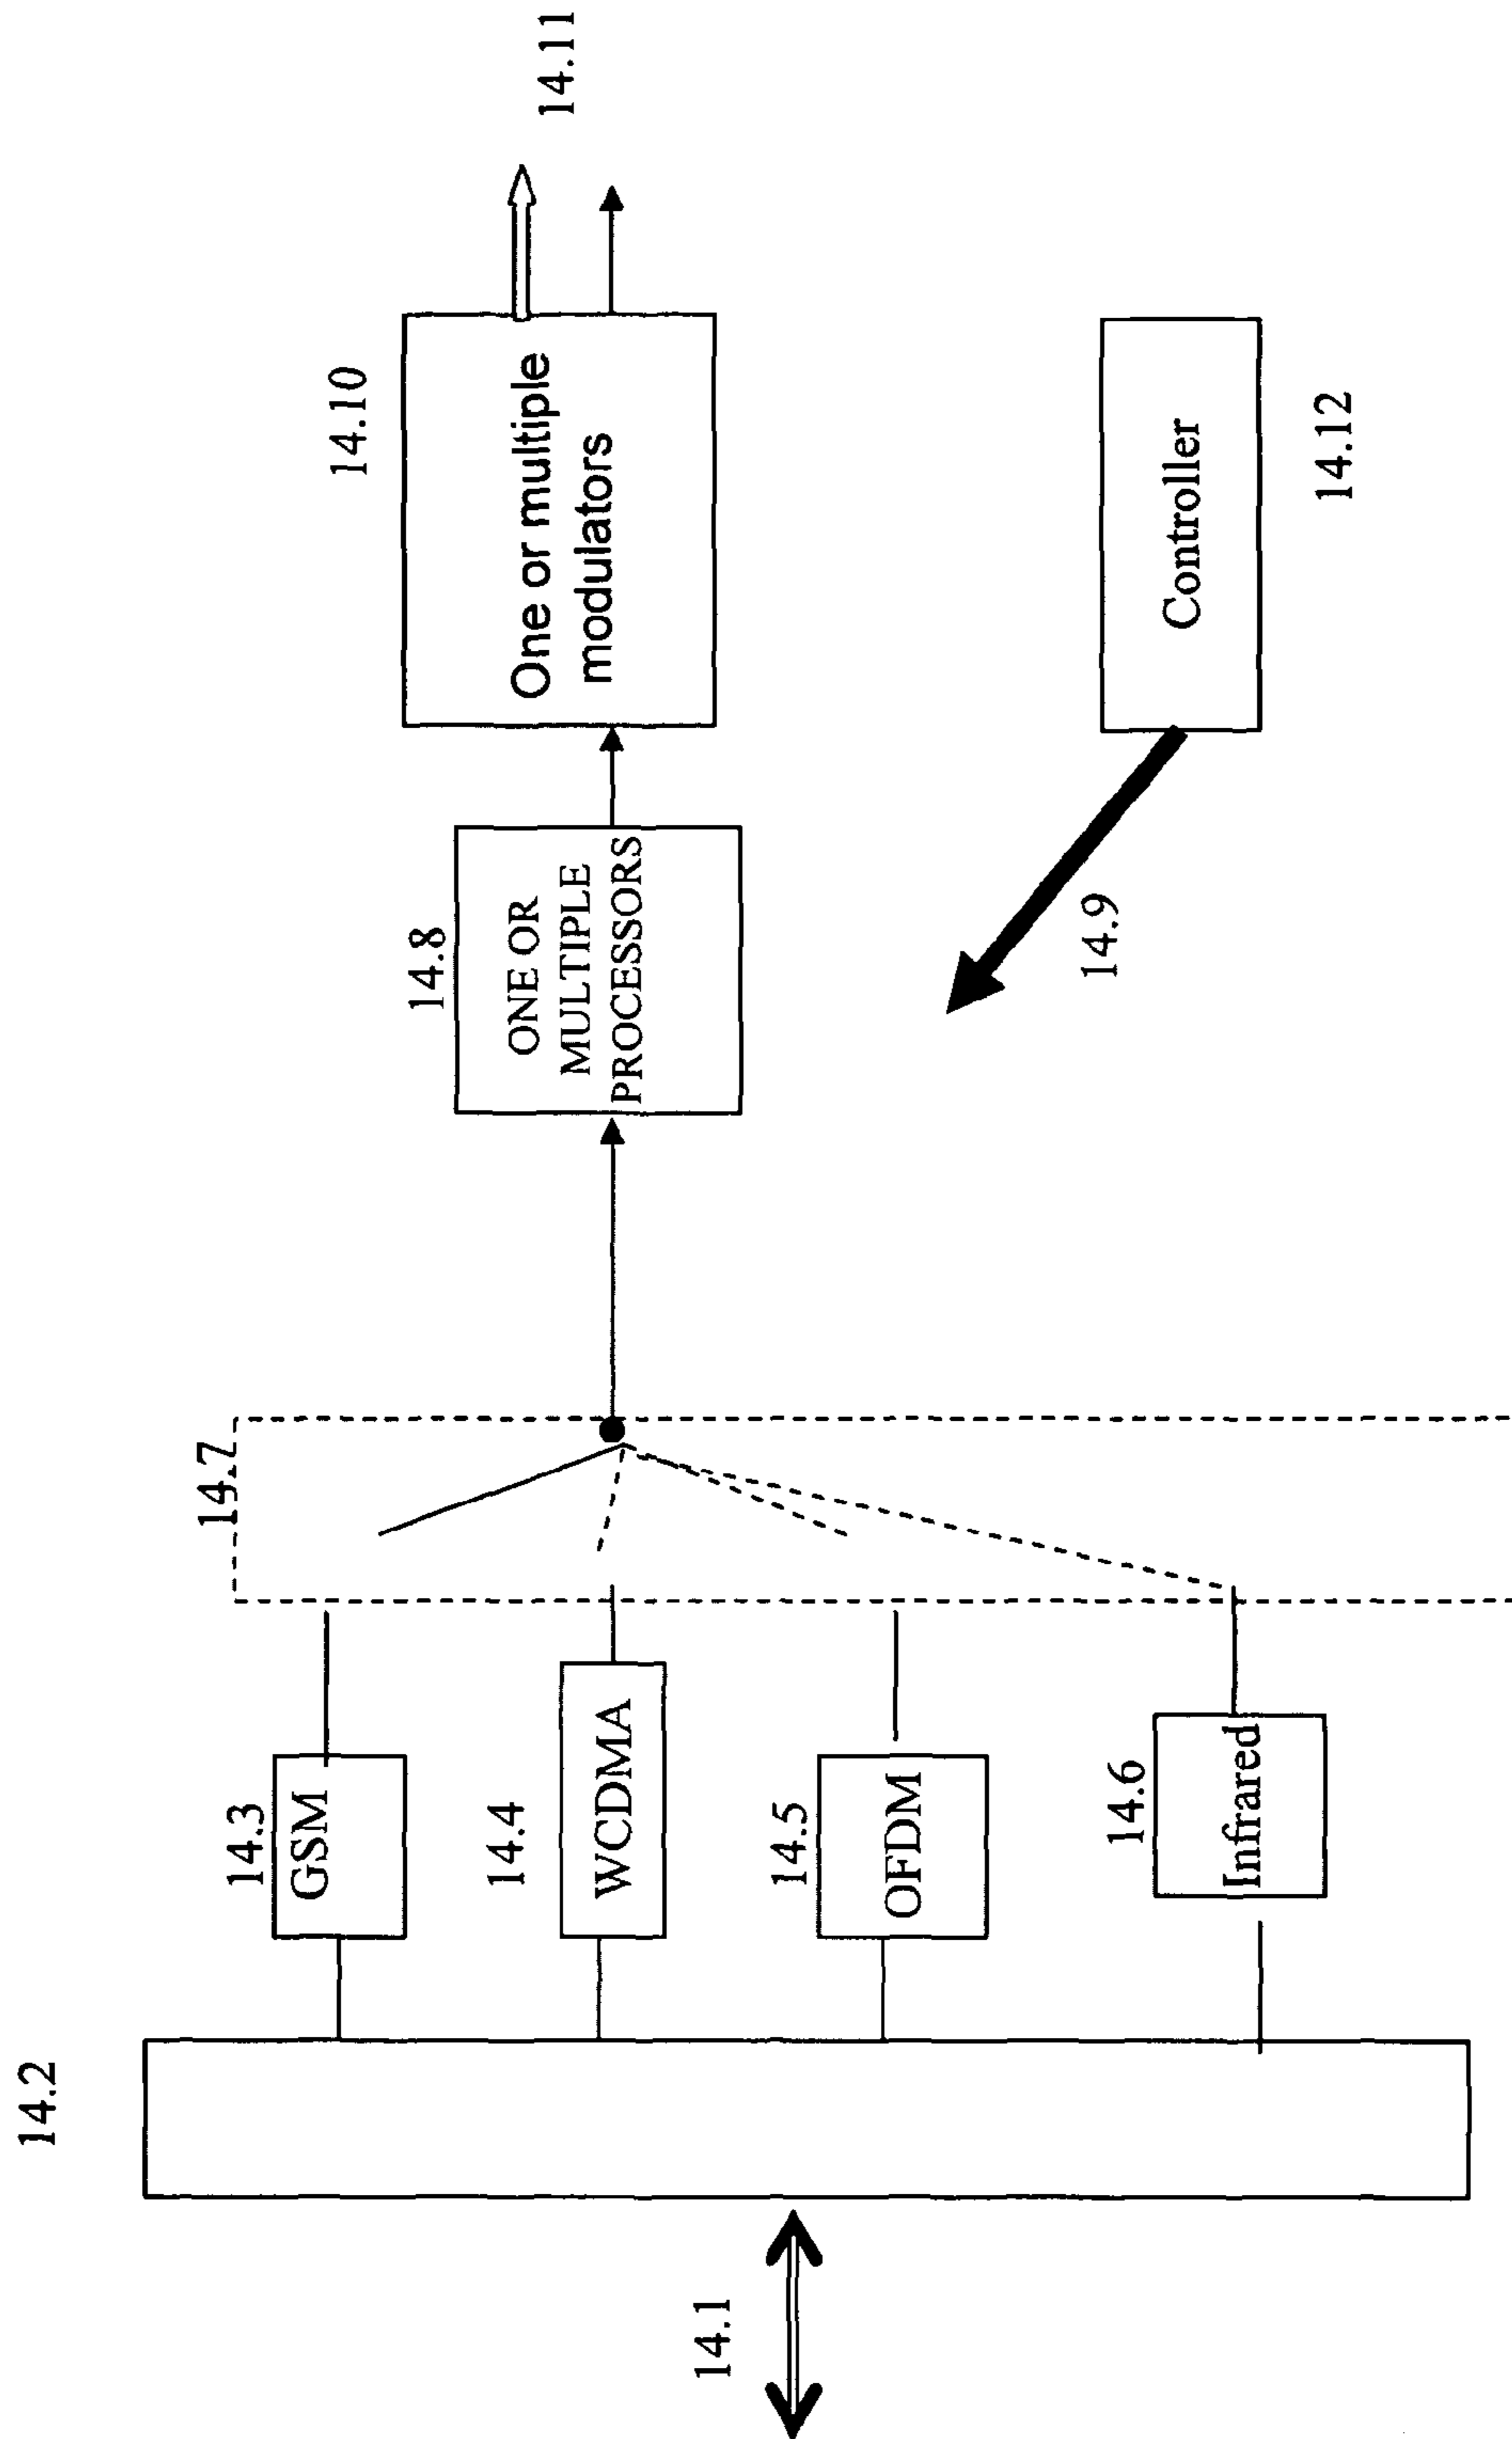 14.1
14.2
14.3
GSM
14.4
WCDMA
14.5
OFDM
14.6
Infrared
14.7
14.8
ONE OR
MULTIPLE
PROCESSORS
14.9
14.10
One or multiple
modulators
14.11
Controller
14.12